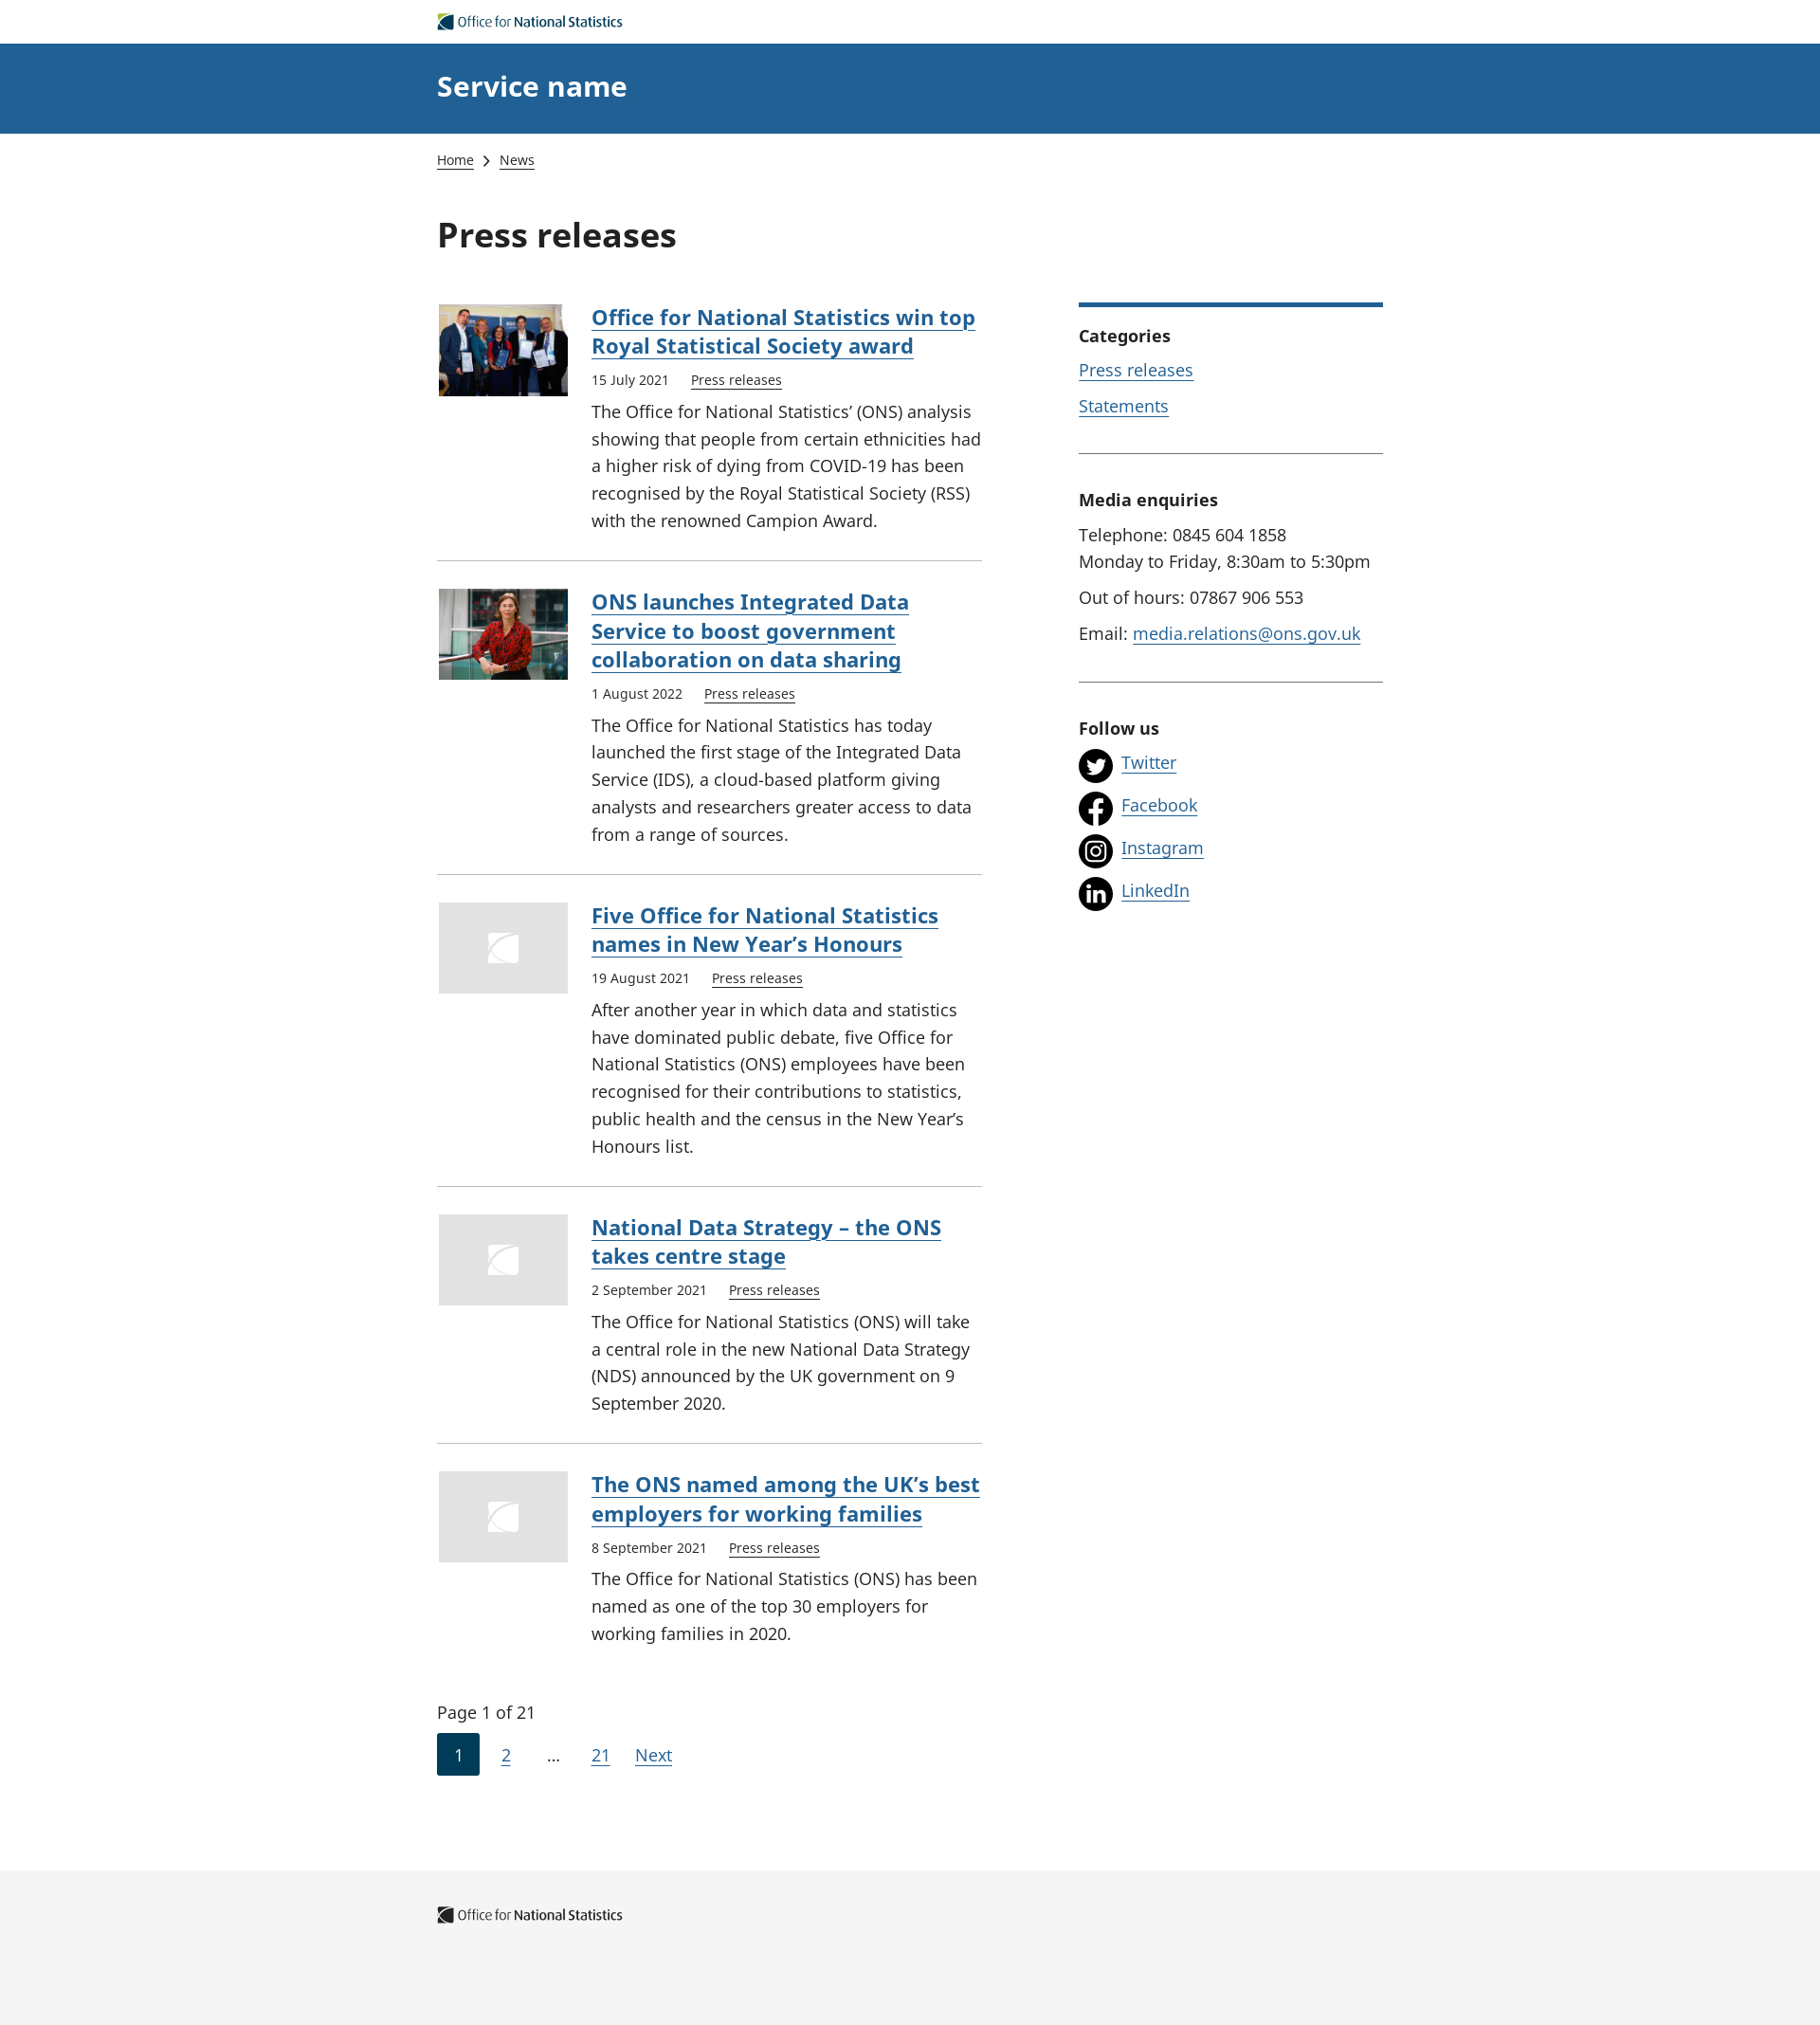 Office for National Statistics
Service name
Home
News
Press releases
Office for National Statistics win top
Royal Statistical Society award
15 July 2021 Press releases
The Office for National Statistics’ (ONS) analysis
showing that people from certain ethnicities had
a higher risk of dying from COVID-19 has been
recognised by the Royal Statistical Society (RSS)
with the renowned Campion Award.
ONS launches Integrated Data
Service to boost government
collaboration on data sharing
1 August 2022 Press releases
The Office for National Statistics has today
launched the first stage of the Integrated Data
Service (IDS), a cloud-based platform giving
analysts and researchers greater access to data
from a range of sources.
Five Office for National Statistics
names in New Year’s Honours
19 August 2021 Press releases
After another year in which data and statistics
have dominated public debate, five Office for
National Statistics (ONS) employees have been
recognised for their contributions to statistics,
public health and the census in the New Year’s
Honours list.
National Data Strategy – the ONS
takes centre stage
2 September 2021 Press releases
The Office for National Statistics (ONS) will take
a central role in the new National Data Strategy
(NDS) announced by the UK government on 9
September 2020.
The ONS named among the UK’s best
employers for working families
8 September 2021 Press releases
The Office for National Statistics (ONS) has been
named as one of the top 30 employers for
working families in 2020.
Page 1 of 21
1 2 … 21 Next
Categories
Press releases
Statements
Media enquiries
Telephone: 0845 604 1858
Monday to Friday, 8:30am to 5:30pm
Out of hours: 07867 906 553
Email: media.relations@ons.gov.uk
Follow us
Twitter
Facebook
Instagram
LinkedIn
Office for National Statistics